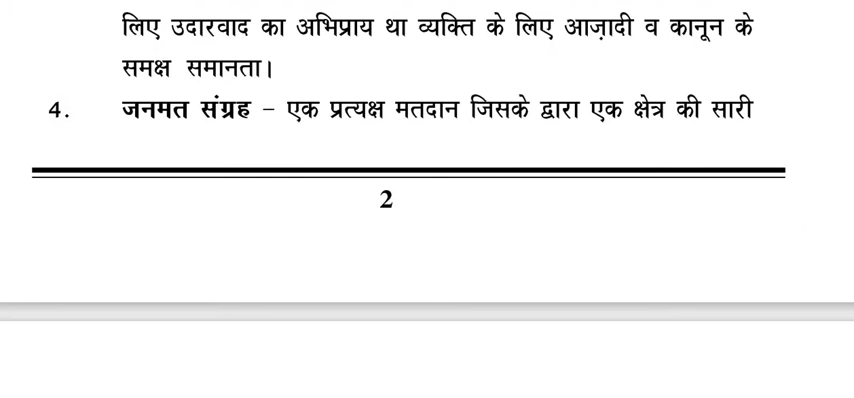 लिए उदारवाद का अभिप्राय था व्यक्ति के लिए आज़ादी व कानून के
समक्ष समानता।
4. जनमत संग्रह – एक प्रत्यक्ष मतदान जिसके द्वारा एक क्षेत्र की सारी
2